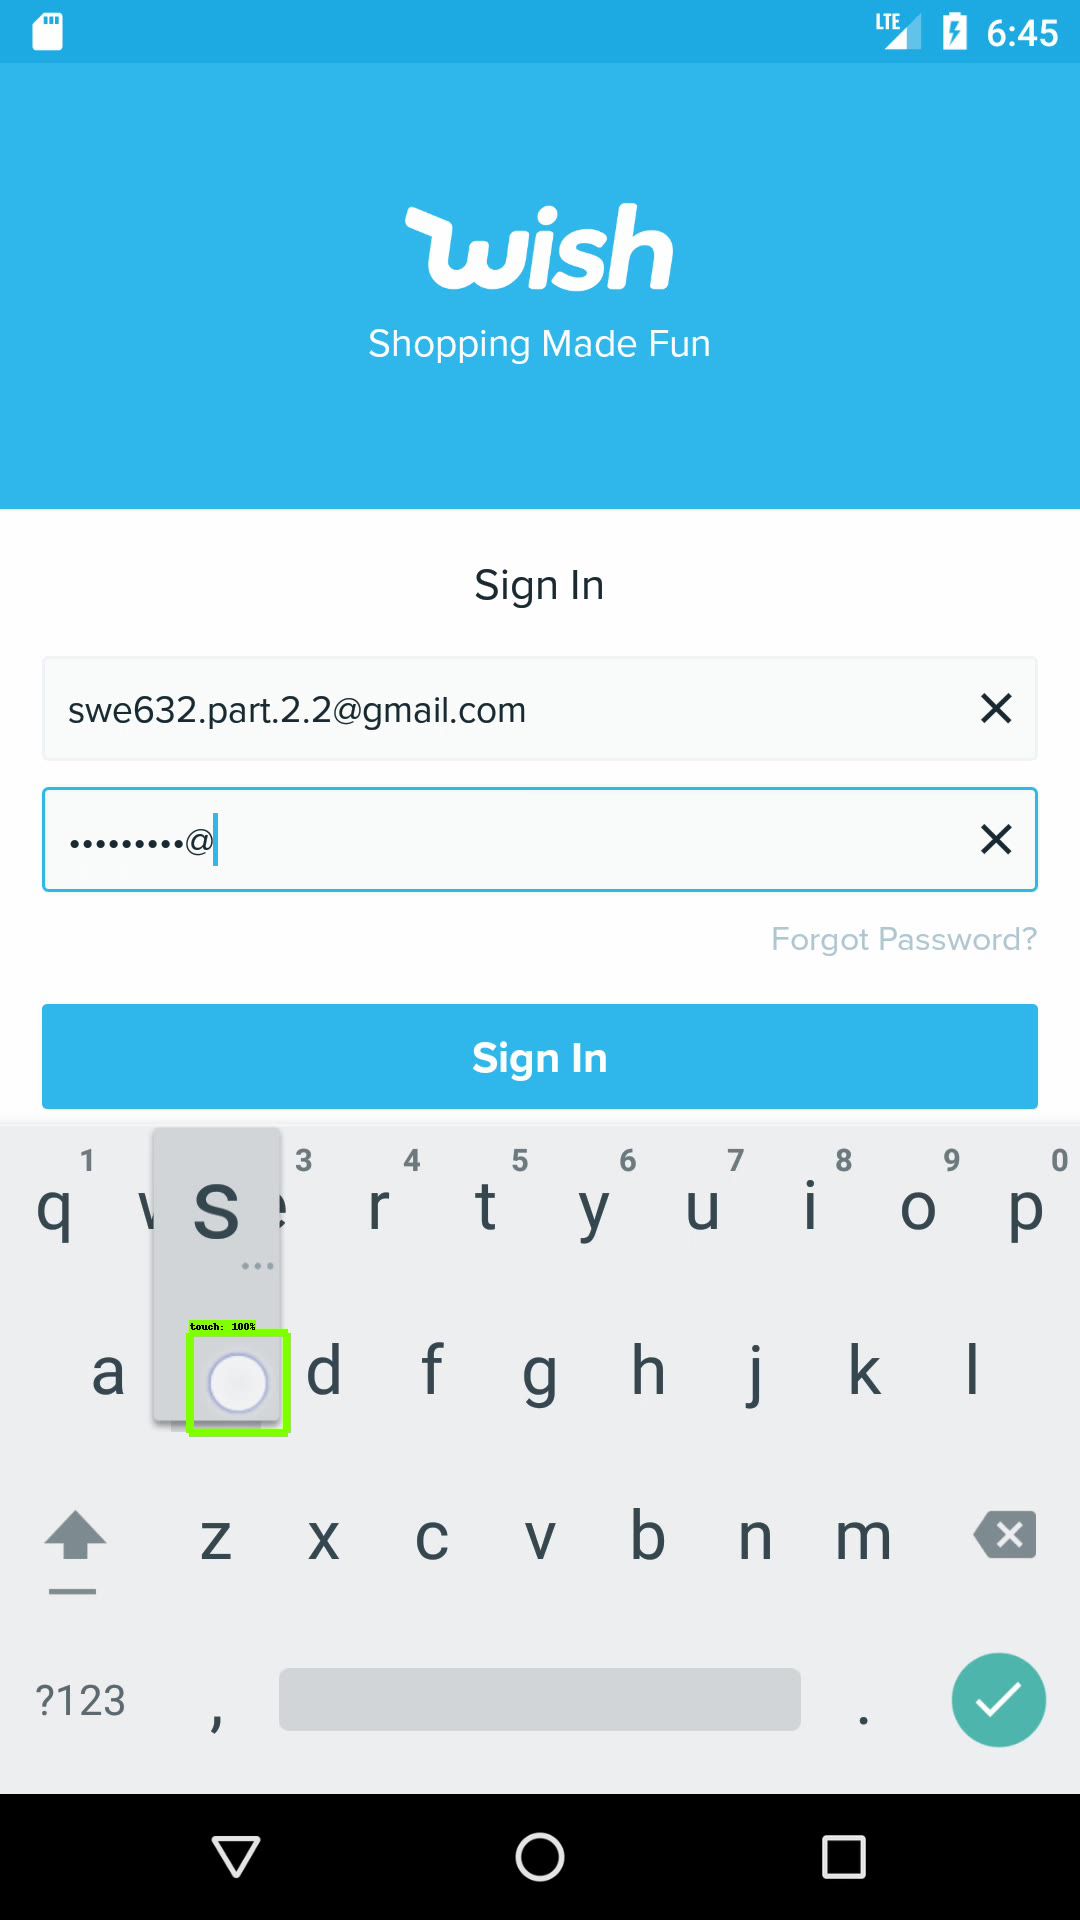 LTE 6:45
wish
Shopping Made Fun
Sign In
swe632.part.2.2@gmail.com
•••••••••@
Forgot Password?
Sign In
1 3 4 5 6 7 8 9 0
q w s e r t y u i o p
...
touch: 100%
a d f g h j k l
z x c v b n m
?123 , .